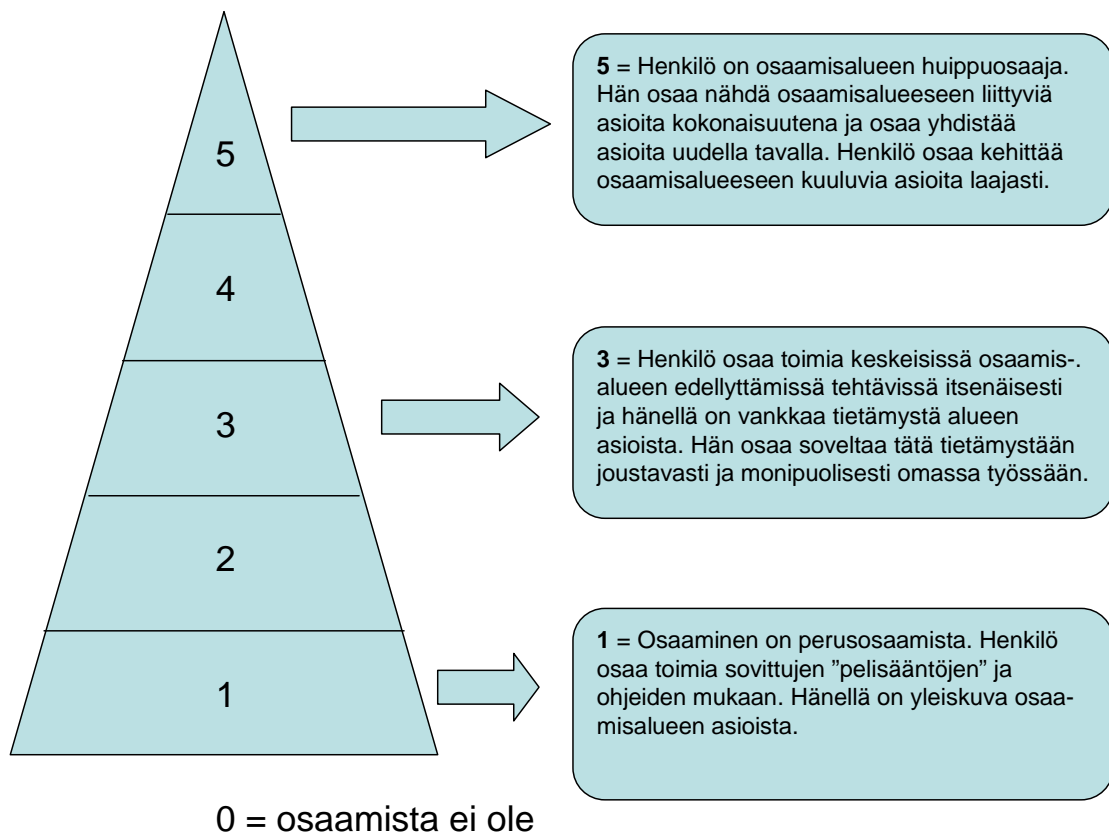 5
4
3
2
1
5 = Henkilö on osaamisalueen huippuosaaja.
Hän osaa nähdä osaamisalueeseen liittyviä
asioita kokonaisuutena ja osaa yhdistää
asioita uudella tavalla. Henkilö osaa kehittää
osaamisalueeseen kuuluvia asioita laajasti.
3 = Henkilö osaa toimia keskeisissä osaamis-.
alueen edellyttämissä tehtävissä itsenäisesti
ja hänellä on vankkaa tietämystä alueen
asioista. Hän osaa soveltaa tätä tietämystään
joustavasti ja monipuolisesti omassa työssään.
1 = Osaaminen on perusosaamista. Henkilö
osaa toimia sovittujen ”pelisääntöjen” ja
ohjeiden mukaan. Hänellä on yleiskuva osaa-
misalueen asioista.
0 = osaamista ei ole